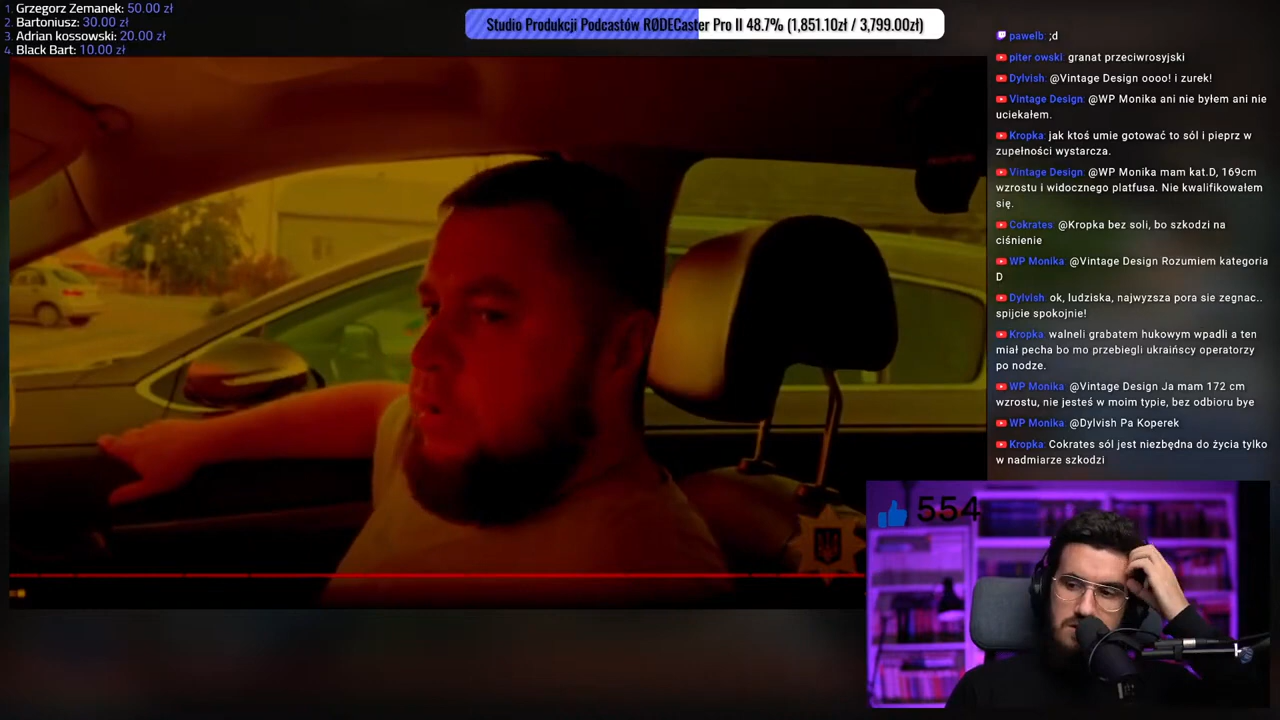 1. Grzegorz Zemanek: 50.00 zł
2. Bartoniusz: 30.00 zł
3. Adrian kossowski: 20.00 zł
4. Black Bart: 10.00 zł
Studio Produkcji Podcastów RØDECaster Pro II 48.7% (1,851.10zł / 3,799.00zł)
pawelb: ;d
piter owski: granat przeciwrosyjski
Dylvish: @Vintage Design oooo! i zurek!
Vintage Design: @WP Monika ani nie byłem ani nie
uciekałem.
Kropka: jak ktoś umie gotować to sól i pieprz w
zupełności wystarcza.
Vintage Design: @WP Monika mam kat.D, 169cm
wzrostu i widocznego platfusa. Nie kwalifikowałem
się.
Cokrates: @Kropka bez soli, bo szkodzi na
ciśnienie
WP Monika: @Vintage Design Rozumiem kategoria
D
Dylvish: ok, ludziska, najwyzsza pora sie zegnac..
spijcie spokojnie!
Kropka: walneli grabatem hukowym wpadli a ten
miał pecha bo mo przebiegli ukraińscy operatorzy
po nodze.
WP Monika: @Vintage Design Ja mam 172 cm
wzrostu, nie jesteś w moim typie, bez odbioru bye
WP Monika: @Dylvish Pa Koperek
Kropka: Cokrates sól jest niezbędna do życia tylko
w nadmiarze szkodzi
554